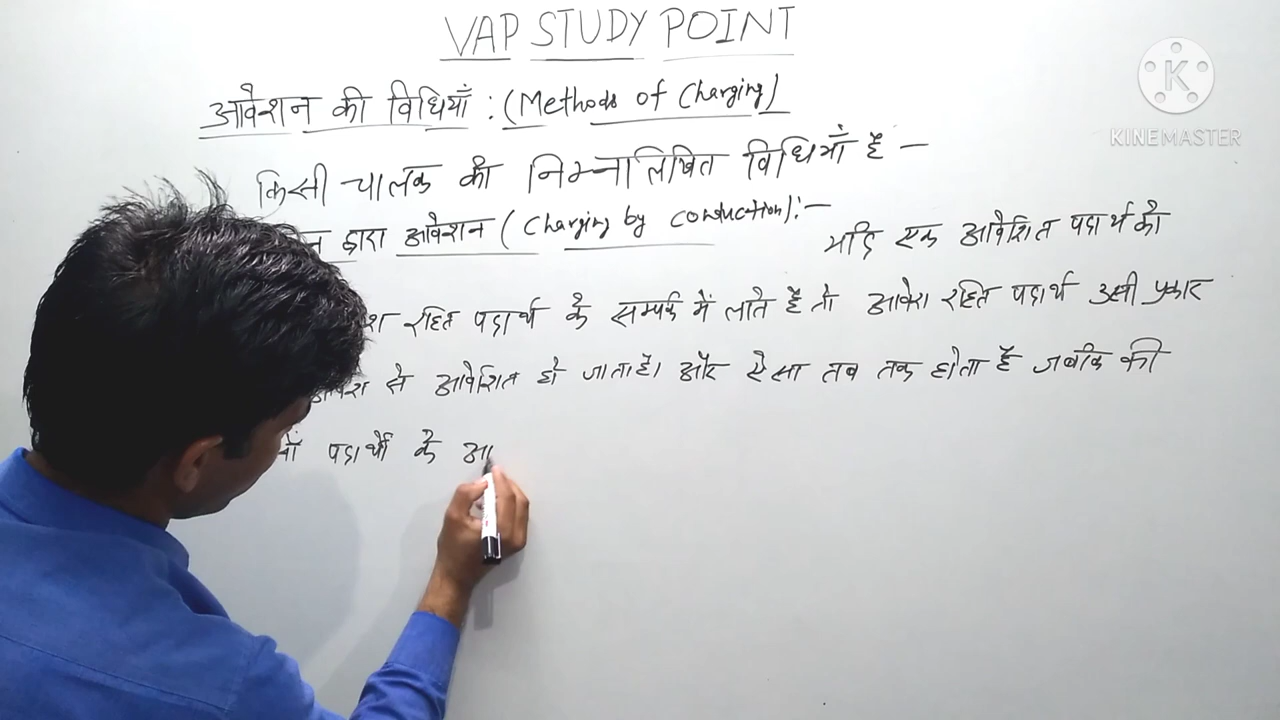 VAP STUDY POINT
आवेशन की विधियाँ : (Methods of Charging)
किसी चालक की निम्नालिखित विधियाँ है –
द्वारा आवेशन ( Charging by conduction):–
यदि एक आवेशित पदार्थ को
रहित पदार्थ के सम्पर्क में लाते है तो आवेश रहित पदार्थ उसी प्रकार
से आवेशित हो जाता है। और ऐसा तब तक होता है जबकि की
पदार्थों के आ
K
KINEMASTER